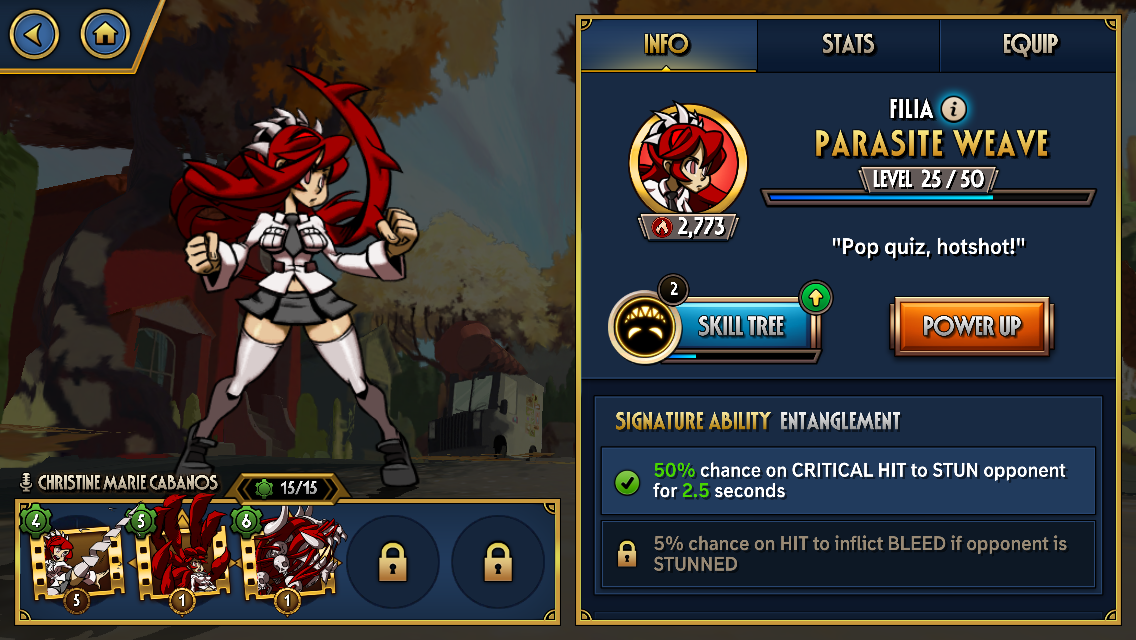 INFO
STATS
EQUIP
FILIA i
PARASITE WEAVE
LEVEL 25 / 50
2,773
"Pop quiz, hotshot!"
2
SKILL TREE
POWER UP
SIGNATURE ABILITY ENTANGLEMENT
50% chance on CRITICAL HIT to STUN opponent
for 2.5 seconds
5% chance on HIT to inflict BLEED if opponent is
STUNNED
CHRISTINE MARIE CABANOS
15/15
4
5
6
5
1
1